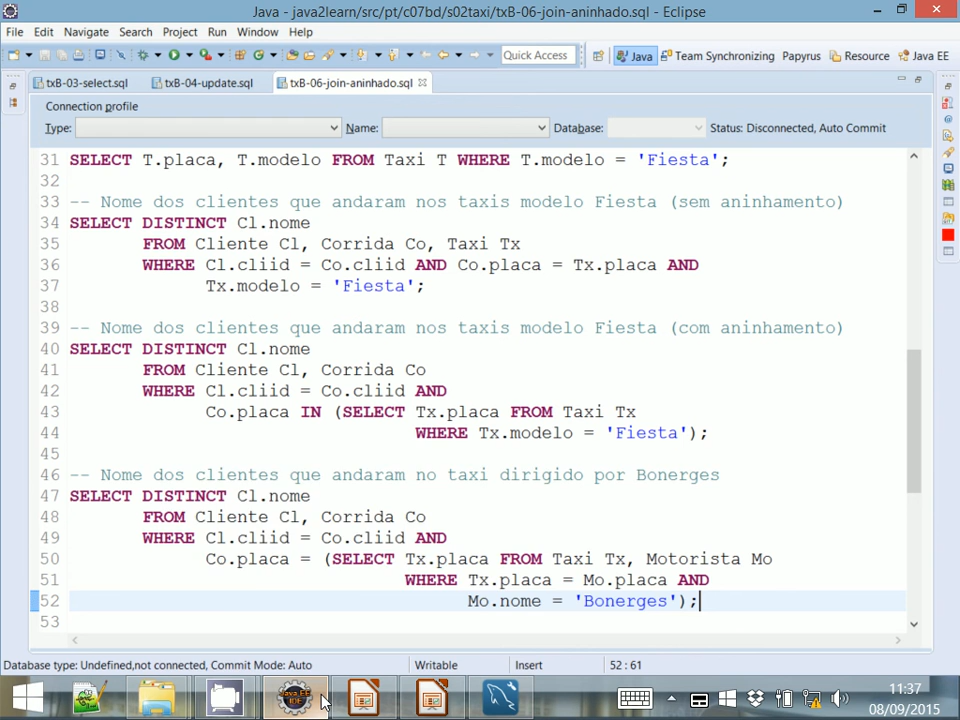 Java - java2learn/src/pt/c07bd/s02taxi/txB-06-join-aninhado.sql - Eclipse
File Edit Navigate Search Project Run Window Help
Quick Access Java Team Synchronizing Papyrus Resource Java EE
txB-03-select.sql txB-04-update.sql txB-06-join-aninhado.sql
Connection profile
Type: Name: Database: Status: Disconnected, Auto Commit
31 SELECT T.placa, T.modelo FROM Taxi T WHERE T.modelo = 'Fiesta';
32
33 -- Nome dos clientes que andaram nos taxis modelo Fiesta (sem aninhamento)
34 SELECT DISTINCT Cl.nome
35 FROM Cliente Cl, Corrida Co, Taxi Tx
36 WHERE Cl.cliid = Co.cliid AND Co.placa = Tx.placa AND
37 Tx.modelo = 'Fiesta';
38
39 -- Nome dos clientes que andaram nos taxis modelo Fiesta (com aninhamento)
40 SELECT DISTINCT Cl.nome
41 FROM Cliente Cl, Corrida Co
42 WHERE Cl.cliid = Co.cliid AND
43 Co.placa IN (SELECT Tx.placa FROM Taxi Tx
44 WHERE Tx.modelo = 'Fiesta');
45
46 -- Nome dos clientes que andaram no taxi dirigido por Bonerges
47 SELECT DISTINCT Cl.nome
48 FROM Cliente Cl, Corrida Co
49 WHERE Cl.cliid = Co.cliid AND
50 Co.placa = (SELECT Tx.placa FROM Taxi Tx, Motorista Mo
51 WHERE Tx.placa = Mo.placa AND
52 Mo.nome = 'Bonerges');
53
Database type: Undefined,not connected, Commit Mode: Auto Writable Insert 52 : 61
Java EE
IDE
11:37
08/09/2015